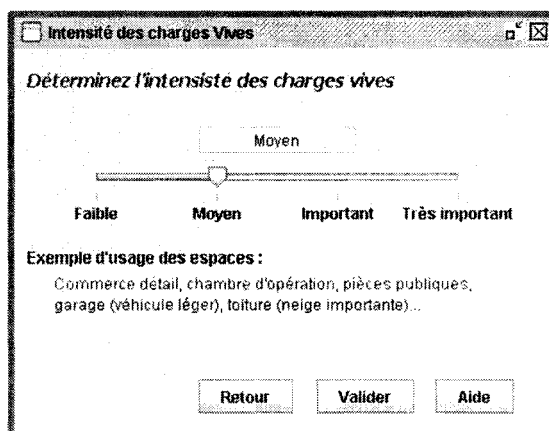 Intensité des charges Vives
Déterminez l'intensisté des charges vives
Moyen
Faible Moyen Important Très important
Exemple d'usage des espaces :
Commerce détail, chambre d'opération, pièces publiques,
garage (véhicule léger), toiture (neige importante)...
Retour Valider Aide